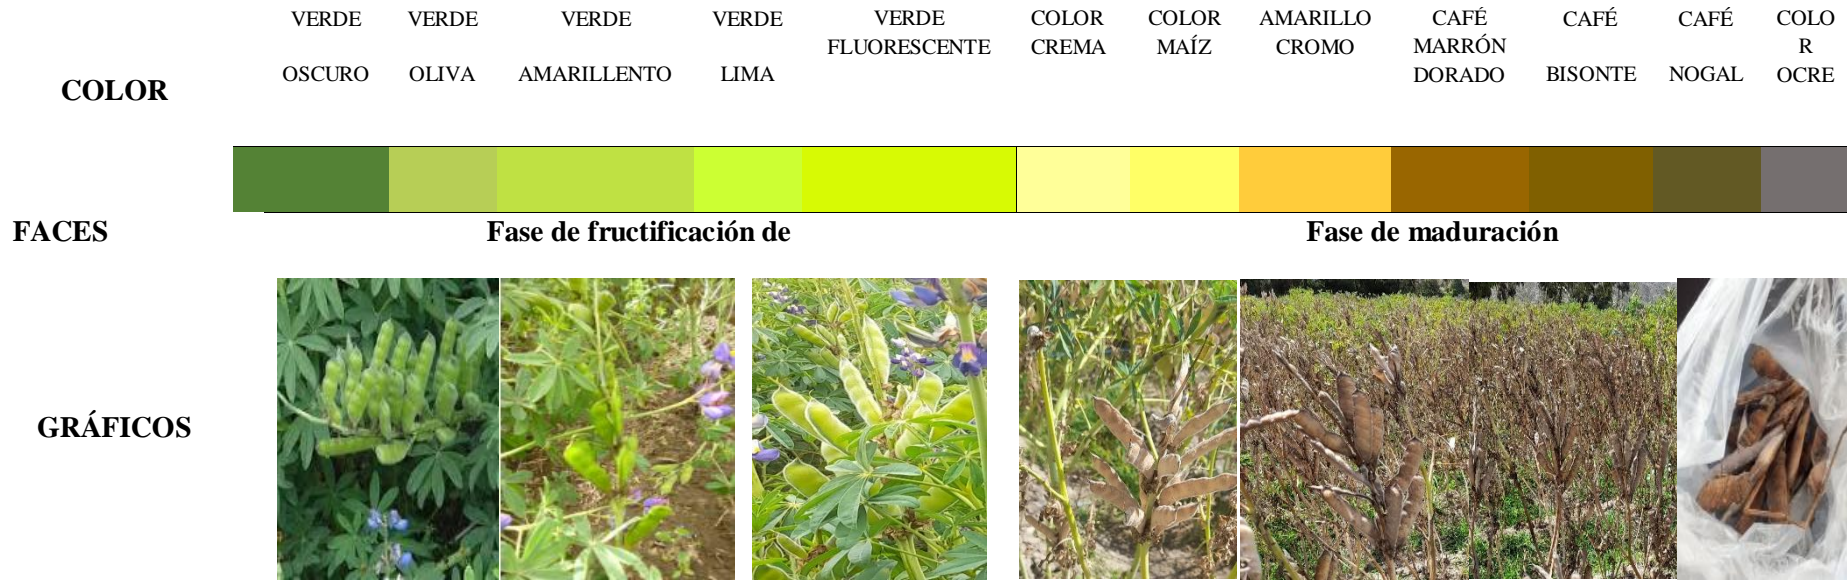 COLOR
VERDE
OSCURO
VERDE
OLIVA
VERDE
AMARILLENTO
VERDE
LIMA
VERDE
FLUORESCENTE
COLOR
CREMA
COLOR
MAÍZ
AMARILLO
CROMO
CAFÉ
MARRÓN
DORADO
CAFÉ
BISONTE
CAFÉ
NOGAL
COLO
R
OCRE
FACES
Fase de fructificación de
Fase de maduración
GRÁFICOS